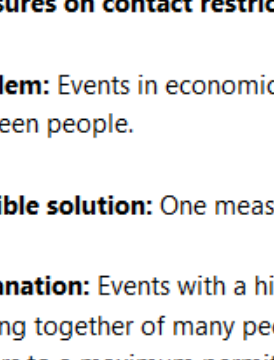 sures on contact restric
lem: Events in economic
een people.
ible solution: One meas
anation: Events with a hi
ng together of many peo